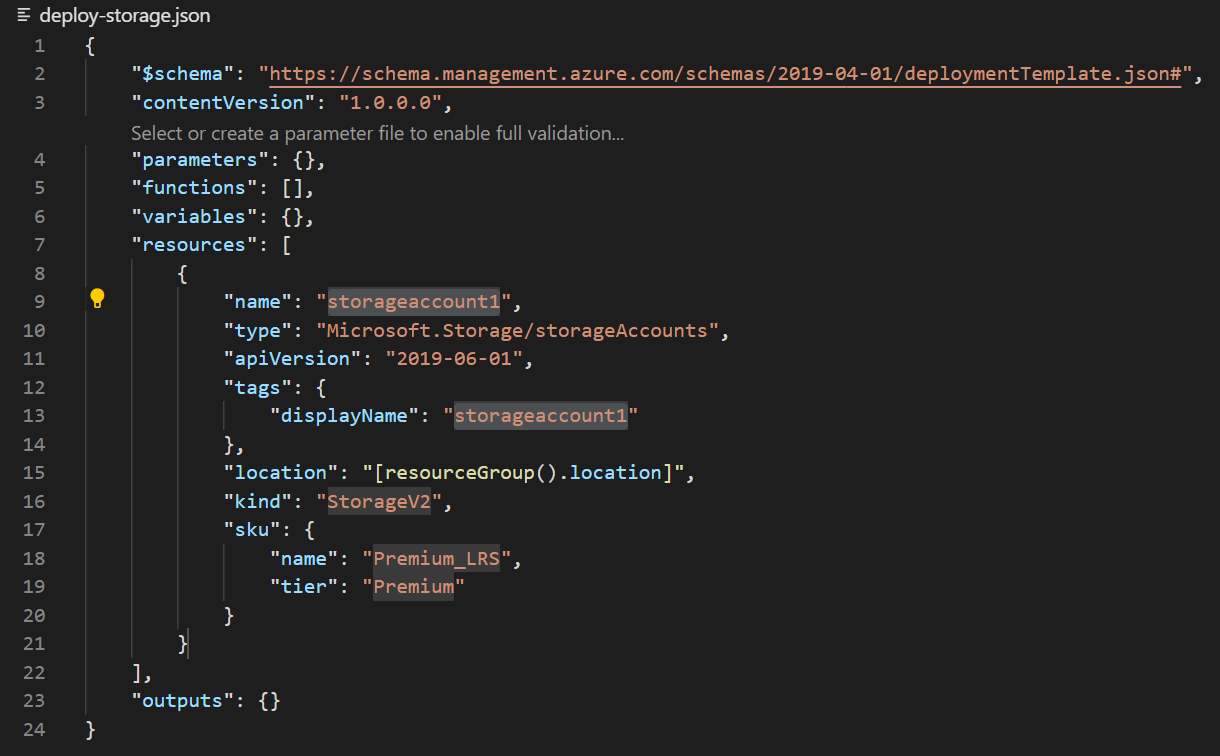 deploy-storage.json
1 {
2 "$schema": "https://schema.management.azure.com/schemas/2019-04-01/deploymentTemplate.json#",
3 "contentVersion": "1.0.0.0",
Select or create a parameter file to enable full validation...
4 "parameters": {},
5 "functions": [],
6 "variables": {},
7 "resources": [
8 {
9 "name": "storageaccount1",
10 "type": "Microsoft.Storage/storageAccounts",
11 "apiVersion": "2019-06-01",
12 "tags": {
13 "displayName": "storageaccount1"
14 },
15 "location": "[resourceGroup().location]",
16 "kind": "StorageV2",
17 "sku": {
18 "name": "Premium_LRS",
19 "tier": "Premium"
20 }
21 }
22 ],
23 "outputs": {}
24 }